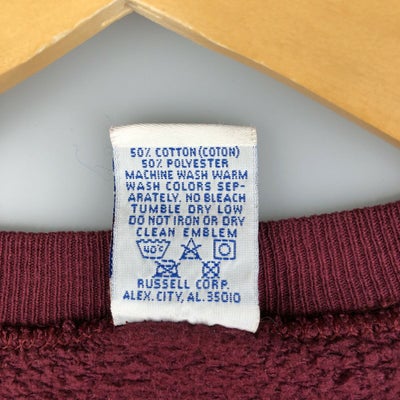 50% COTTON (COTON)
50% POLYESTER
MACHINE WASH WARM
WASH COLORS SEP-
ARATELY. NO BLEACH
TUMBLE DRY LOW
DO NOT IRON OR DRY
CLEAN EMBLEM
40°C
RUSSELL CORP.
ALEX. CITY, AL. 35010